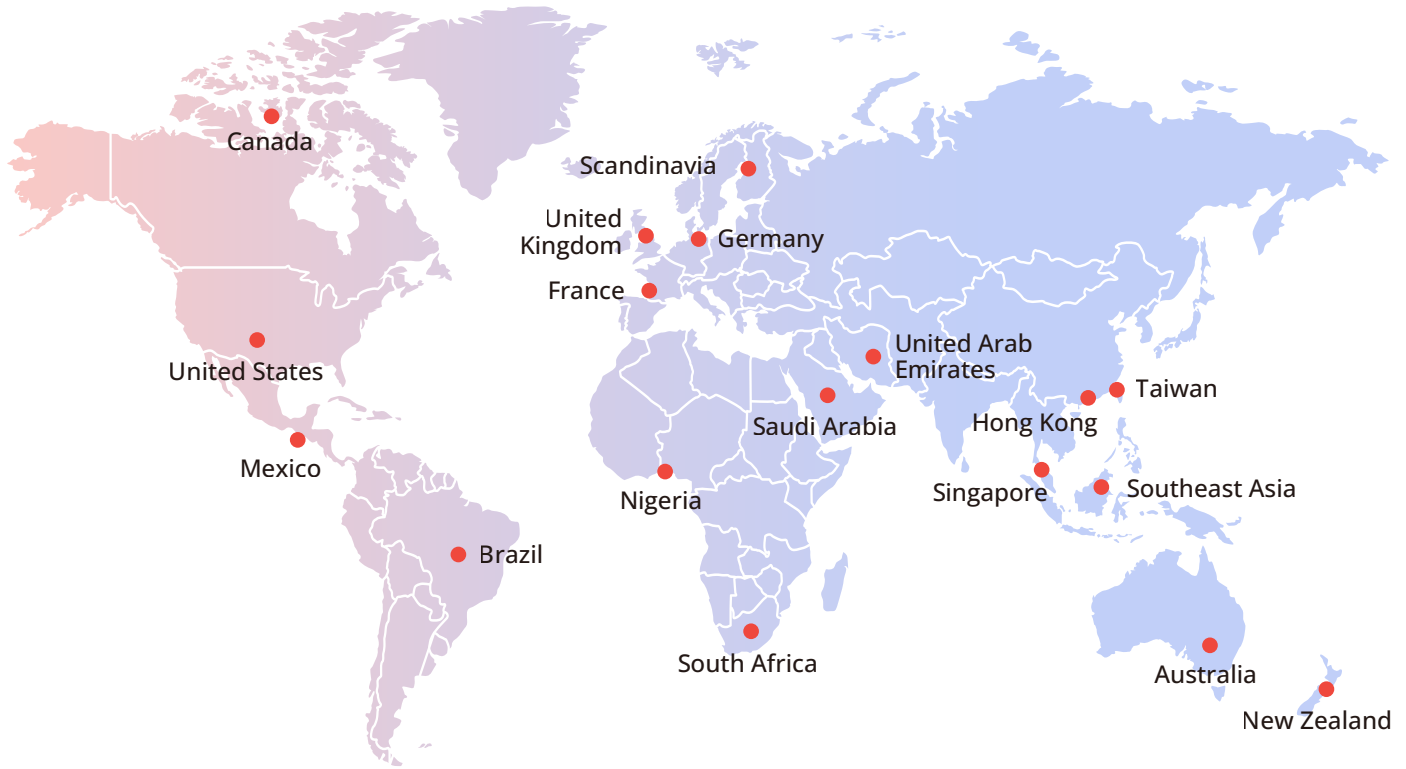 Canada
Scandinavia
United
Kingdom
Germany
France
United States
United Arab
Emirates
Taiwan
Hong Kong
Saudi Arabia
Mexico
Nigeria
Singapore
Southeast Asia
Brazil
South Africa
Australia
New Zealand